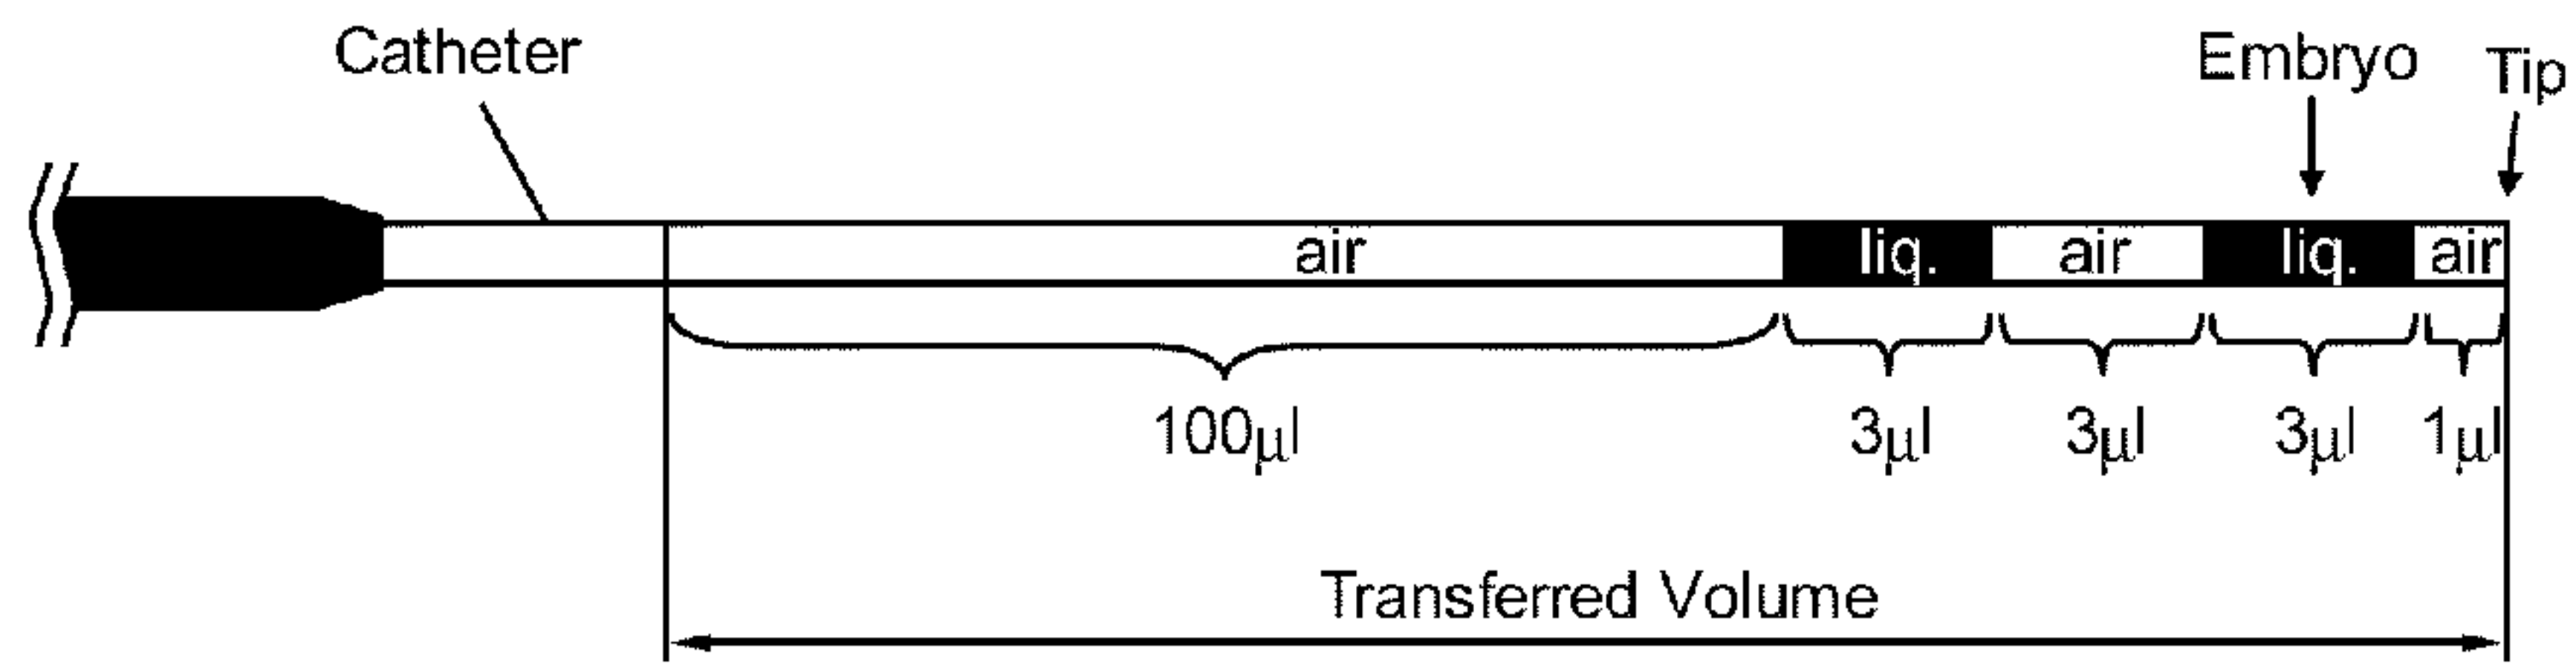 Catheter
Embryo
Tip
air
liq.
air
liq.
air
100µl
3µl
3µl
3µl
1µl
Transferred Volume